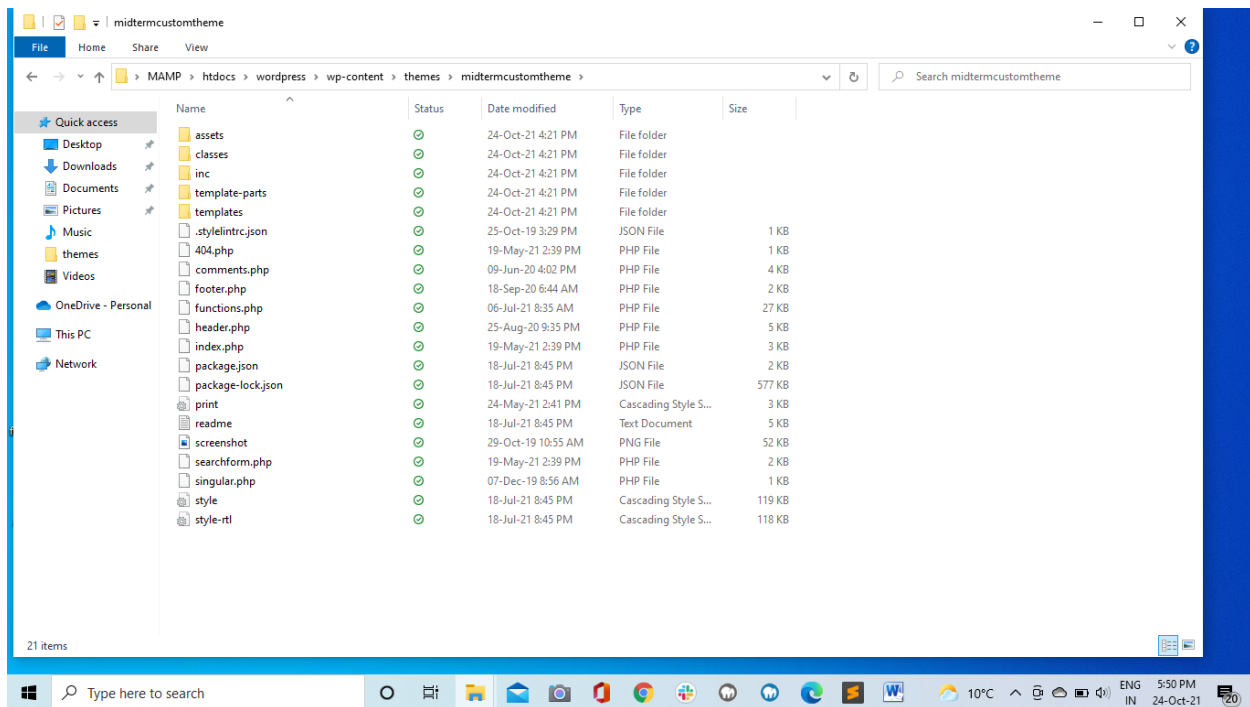 midtermcustomtheme
File Home Share View
MAMP > htdocs > wordpress > wp-content > themes > midtermcustomtheme >
Search midtermcustomtheme
Name Status Date modified Type Size
Quick access
Desktop
Downloads
Documents
Pictures
Music
themes
Videos
OneDrive - Personal
This PC
Network
assets 24-Oct-21 4:21 PM File folder
classes 24-Oct-21 4:21 PM File folder
inc 24-Oct-21 4:21 PM File folder
template-parts 24-Oct-21 4:21 PM File folder
templates 24-Oct-21 4:21 PM File folder
.stylelintrc.json 25-Oct-19 3:29 PM JSON File 1 KB
404.php 19-May-21 2:39 PM PHP File 1 KB
comments.php 09-Jun-20 4:02 PM PHP File 4 KB
footer.php 18-Sep-20 6:44 AM PHP File 2 KB
functions.php 06-Jul-21 8:35 AM PHP File 27 KB
header.php 25-Aug-20 9:35 PM PHP File 5 KB
index.php 19-May-21 2:39 PM PHP File 3 KB
package.json 18-Jul-21 8:45 PM JSON File 2 KB
package-lock.json 18-Jul-21 8:45 PM JSON File 577 KB
print 24-May-21 2:41 PM Cascading Style S... 3 KB
readme 18-Jul-21 8:45 PM Text Document 5 KB
screenshot 29-Oct-19 10:55 AM PNG File 52 KB
searchform.php 19-May-21 2:39 PM PHP File 2 KB
singular.php 07-Dec-19 8:56 AM PHP File 1 KB
style 18-Jul-21 8:45 PM Cascading Style S... 119 KB
style-rtl 18-Jul-21 8:45 PM Cascading Style S... 118 KB
21 items
Type here to search
10°C
ENG
IN
5:50 PM
24-Oct-21
20